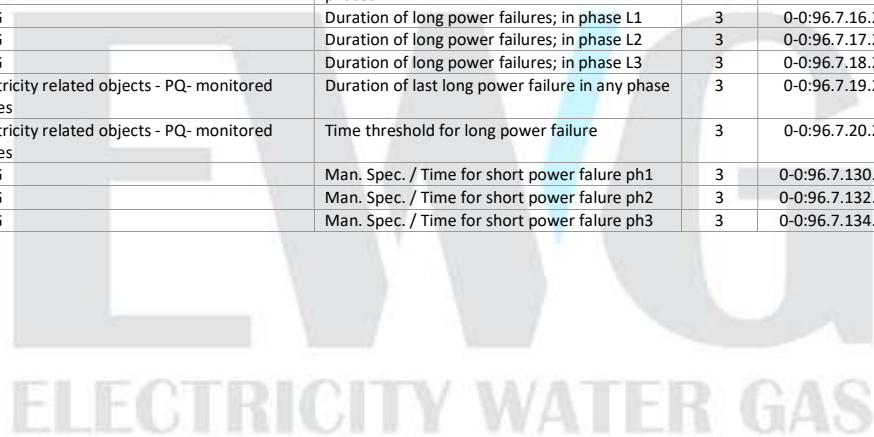 Duration of long power failures; in phase L1 3 0-0:96.7.16.
Duration of long power failures; in phase L2 3 0-0:96.7.17.
Duration of long power failures; in phase L3 3 0-0:96.7.18.
related objects - PQ- monitored Duration of last long power failure in any phase 3 0-0:96.7.19.
related objects - PQ- monitored Time threshold for long power failure 3 0-0:96.7.20.
Man. Spec. / Time for short power falure ph1 3 0-0:96.7.130.
Man. Spec. / Time for short power falure ph2 3 0-0:96.7.132.
Man. Spec. / Time for short power falure ph3 3 0-0:96.7.134.
EWG
ELECTRICITY WATER GAS